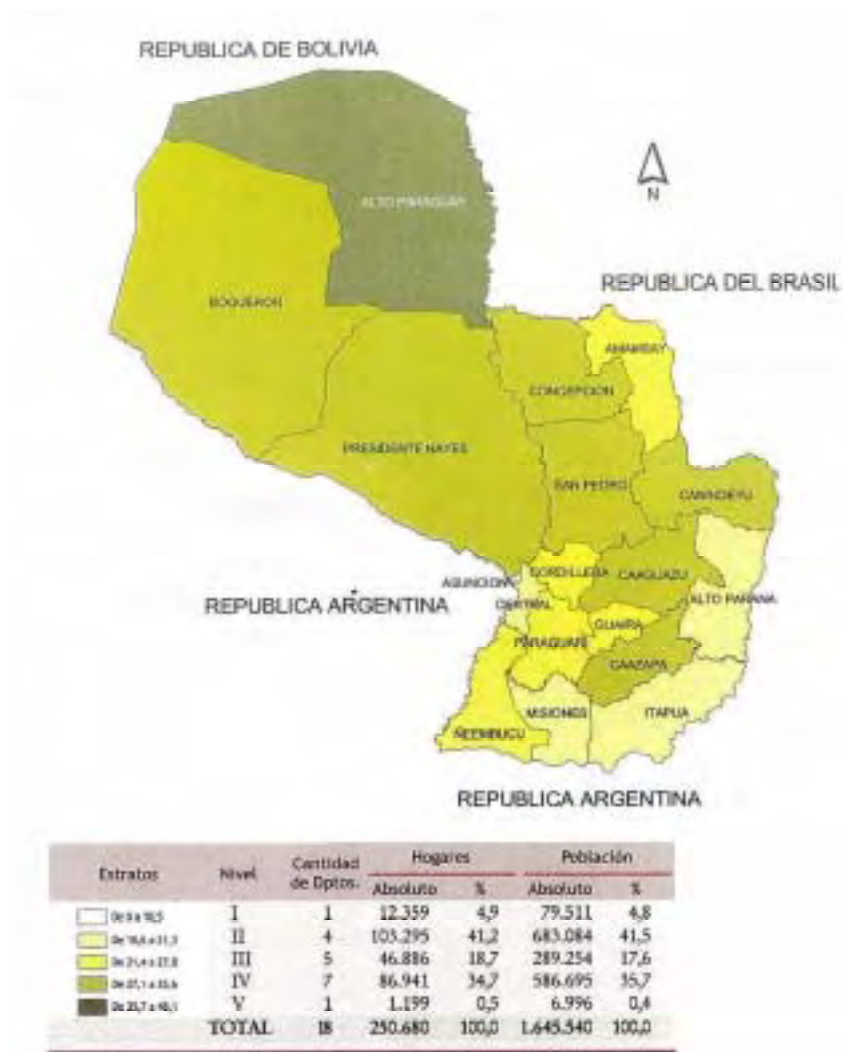 REPUBLICA DE BOLIVIA
N
ALTO PARAGUAY
REPUBLICA DEL BRASIL
BOQUERON
AMAMBAY
CONCEPCION
PRESIDENTE HAYES
SAN PEDRO
CANINDEYU
ASUNCION
CORDILLERA
CAAGUAZU
REPUBLICA ARGENTINA
CENTRAL
ALTO PARANA
GUAIRA
PARAGUARI
CAAZAPA
MISIONES
ITAPUA
ÑEEMBUCU
REPUBLICA ARGENTINA
Estratos Nivel Cantidad de Dptos. Hogares Población
Absoluto % Absoluto %
I 1 12.359 4,9 79.511 4,8
II 4 103.295 41,2 683.084 41,5
III 5 46.886 18,7 289.254 17,6
IV 7 86.941 34,7 586.695 35,7
V 1 1.199 0,5 6.996 0,4
TOTAL 18 250.680 100,0 1.645.540 100,0